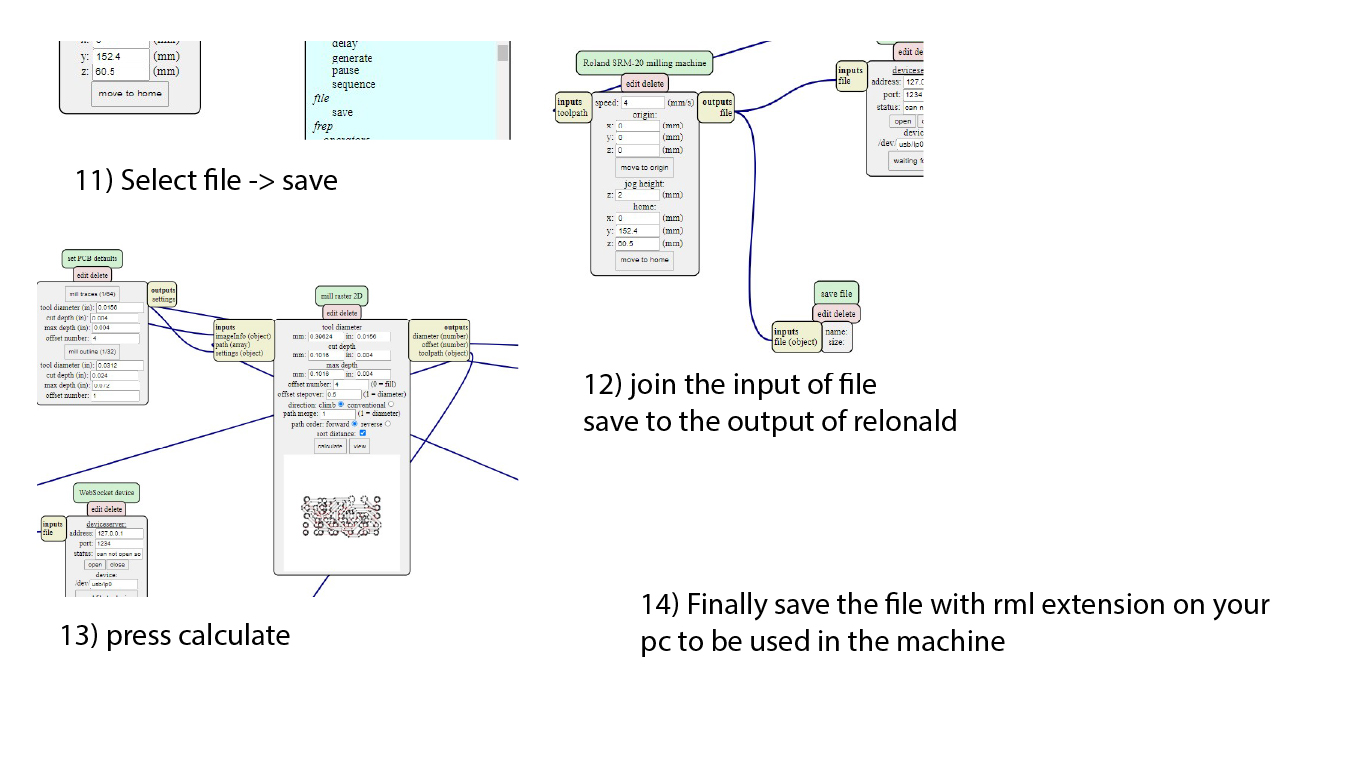 y: 152.4 (mm)
z: 60.5 (mm)
move to home
delay
generate
pause
sequence
file
save
frep
11) Select file -> save
Roland SRM-20 milling machine
edit delete
inputs
toolpath
speed: 4 (mm/s)
origin:
x: 0 (mm)
y: 0 (mm)
z: 0 (mm)
move to origin
jog height:
z: 2 (mm)
home:
x: 0 (mm)
y: 152.4 (mm)
z: 60.5 (mm)
move to home
outputs
file
edit de
inputs
file
deviceserve
address: 127.0
port: 1234
status: can n
open
devic
/dev/ usb/lp0
waiting fo
save file
edit delete
inputs
file (object)
name:
size:
12) join the input of file
save to the output of relonald
set PCB defaults
edit delete
mill traces (1/64)
tool diameter (in): 0.0156
cut depth (in): 0.004
max depth (in): 0.004
offset number: 4
mill outline (1/32)
tool diameter (in): 0.0312
cut depth (in): 0.024
max depth (in): 0.072
offset number: 1
outputs
settings
mill raster 2D
edit delete
inputs
imageInfo (object)
path (array)
settings (object)
tool diameter
mm: 0.39624 in: 0.0156
cut depth
mm: 0.1016 in: 0.004
max depth
mm: 0.1016 in: 0.004
offset number: 4 (0 = fill)
offset stepover: 0.5 (1 = diameter)
direction: climb conventional
path merge: 1 (1 = diameter)
path order: forward reverse
sort distance:
calculate view
outputs
diameter (number)
offset (number)
toolpath (object)
WebSocket device
edit delete
inputs
file
deviceserver:
address: 127.0.0.1
port: 1234
status: can not open so
open close
device:
/dev/ usb/lp0
13) press calculate
14) Finally save the file with rml extension on your
pc to be used in the machine